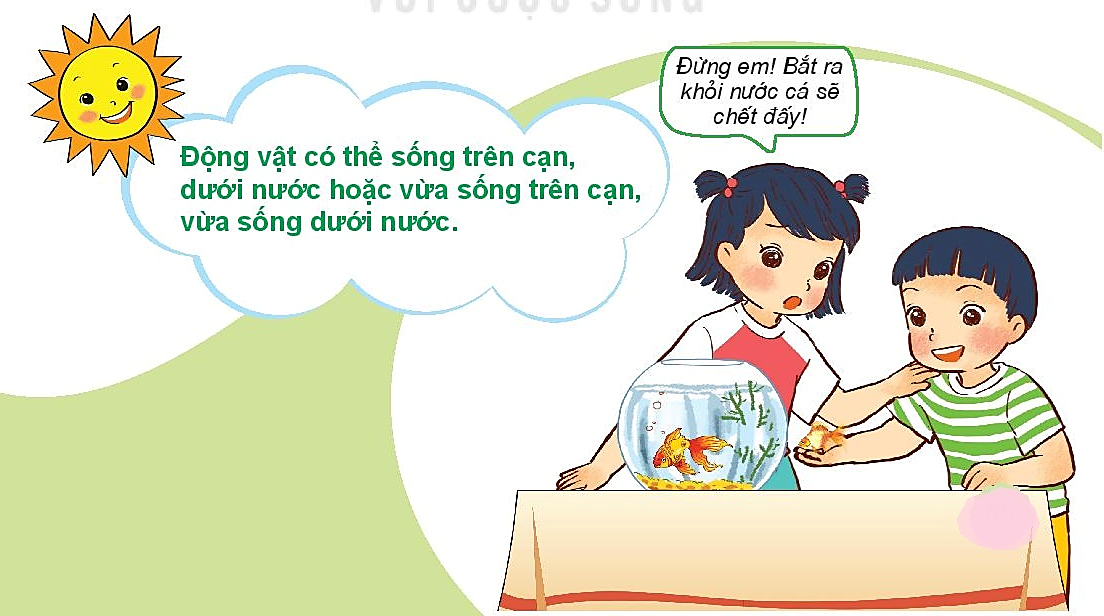 Động vật có thể sống trên cạn,
dưới nước hoặc vừa sống trên cạn,
vừa sống dưới nước.
Đừng em! Bắt ra
khỏi nước cá sẽ
chết đấy!